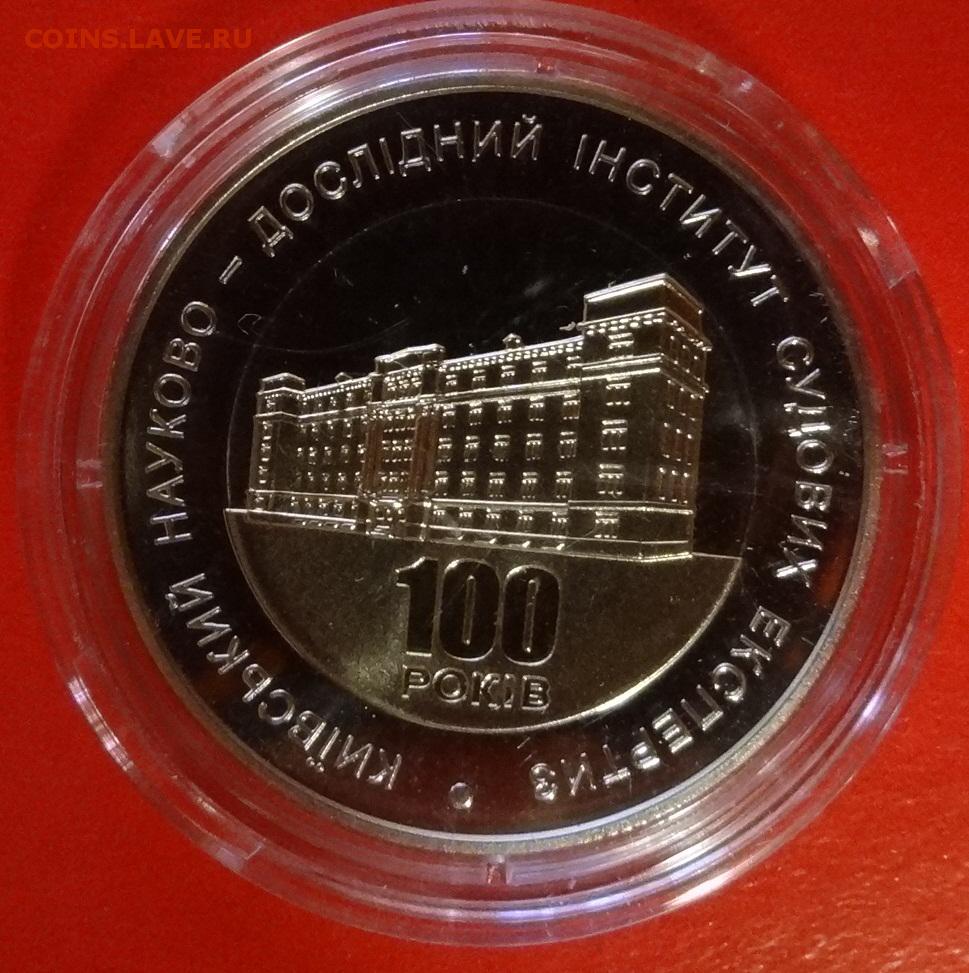 COINS.LAVE.RU
КИЇВСЬКИЙ НАУКОВО – ДОСЛІДНИЙ ІНСТИТУТ СУДОВИХ ЕКСПЕРТИЗ
100
РОКІВ